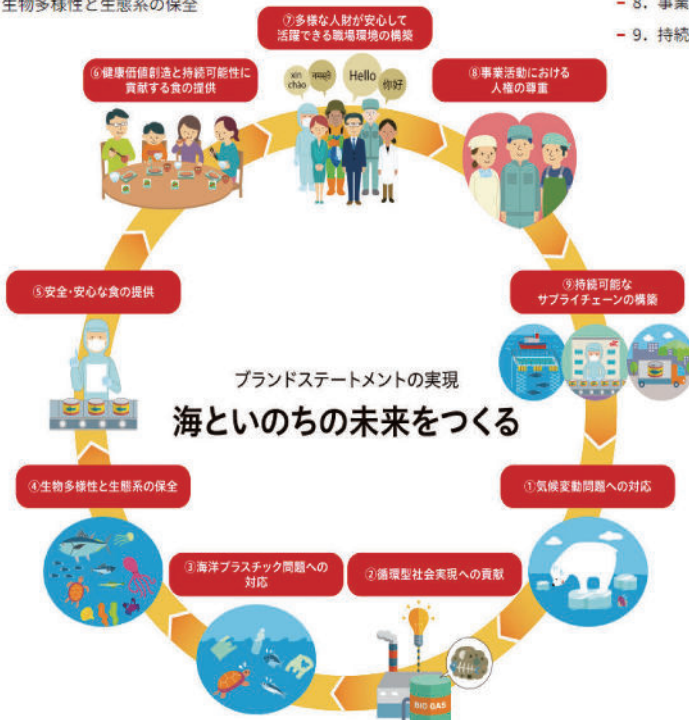 生物多様性と生態系の保全
- 8. 事業
- 9. 持続
⑦多様な人財が安心して
活躍できる職場環境の構築
⑥健康価値創造と持続可能性に
貢献する食の提供
xin
chào
नमस्ते
Hello
你好
⑧事業活動における
人権の尊重
⑤安全・安心な食の提供
⑨持続可能な
サプライチェーンの構築
ブランドステートメントの実現
海といのちの未来をつくる
④生物多様性と生態系の保全
①気候変動問題への対応
③海洋プラスチック問題への
対応
②循環型社会実現への貢献
BIO GAS